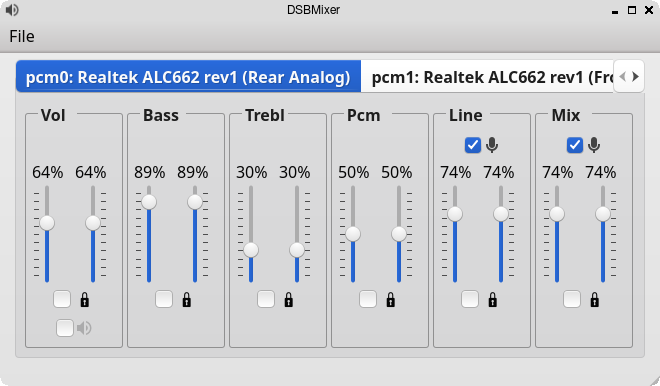 DSBMixer
File
pcm0: Realtek ALC662 rev1 (Rear Analog)
pcm1: Realtek ALC662 rev1 (Fro
Vol
Bass
Trebl
Pcm
Line
Mix
64% 64%
89% 89%
30% 30%
50% 50%
74% 74%
74% 74%